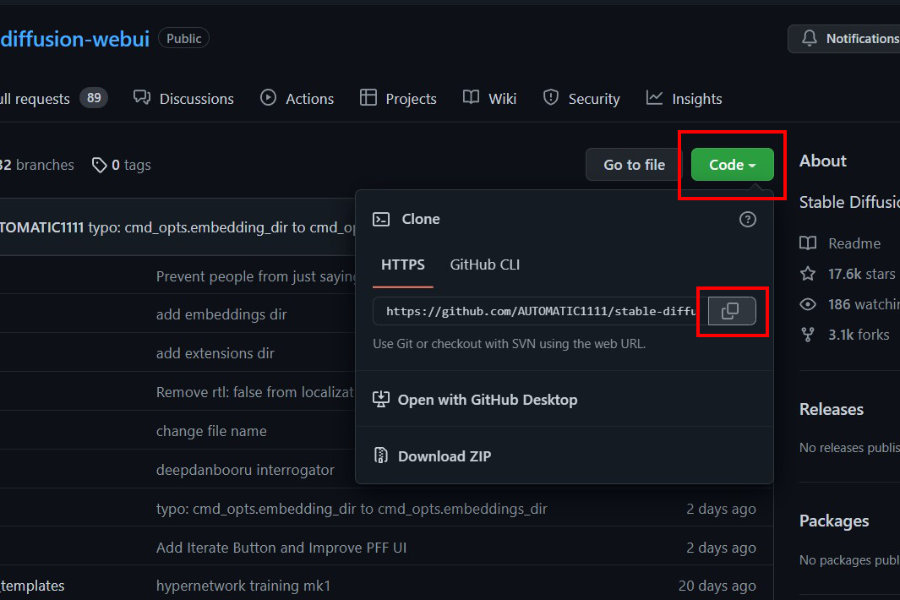 diffusion-webui Public
Notifications
ull requests 89 Discussions Actions Projects Wiki Security Insights
32 branches 0 tags Go to file Code
About
Stable Diffusio
TOMATIC1111 typo: cmd_opts.embedding_dir to cmd_op
Clone
HTTPS GitHub CLI
https://github.com/AUTOMATIC1111/stable-diffu
Use Git or checkout with SVN using the web URL.
Open with GitHub Desktop
Download ZIP
Prevent people from just saying
add embeddings dir
add extensions dir
Remove rtl: false from localizat
change file name
deepdanbooru interrogator
typo: cmd_opts.embedding_dir to cmd_opts.embeddings_dir 2 days ago
Add Iterate Button and Improve PFF UI 2 days ago
templates hypernetwork training mk1 20 days ago
Readme
17.6k stars
186 watchin
3.1k forks
Releases
No releases publis
Packages
No packages publ